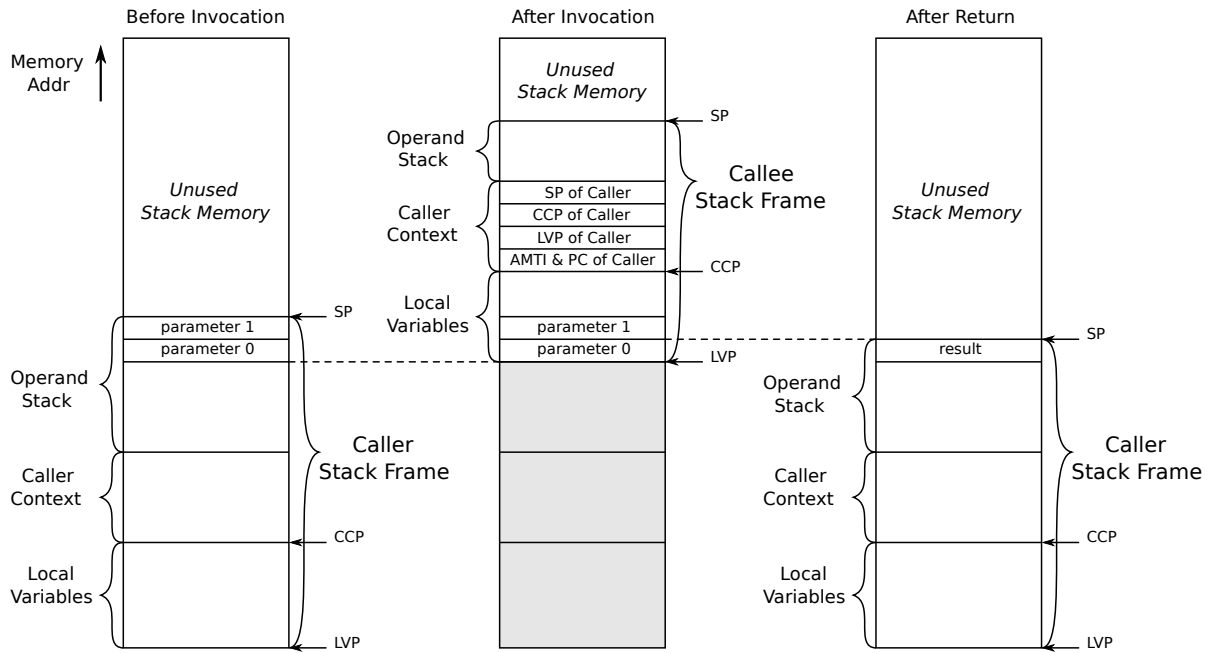 Before Invocation
Memory
Addr
Unused
Stack Memory
SP
parameter 1
parameter 0
Operand
Stack
Caller
Stack Frame
Caller
Context
CCP
Local
Variables
LVP
After Invocation
Unused
Stack Memory
SP
Operand
Stack
Callee
Stack Frame
SP of Caller
CCP of Caller
LVP of Caller
AMTI & PC of Caller
Caller
Context
CCP
Local
Variables
parameter 1
parameter 0
LVP
After Return
Unused
Stack Memory
SP
result
Operand
Stack
Caller
Stack Frame
Caller
Context
CCP
Local
Variables
LVP